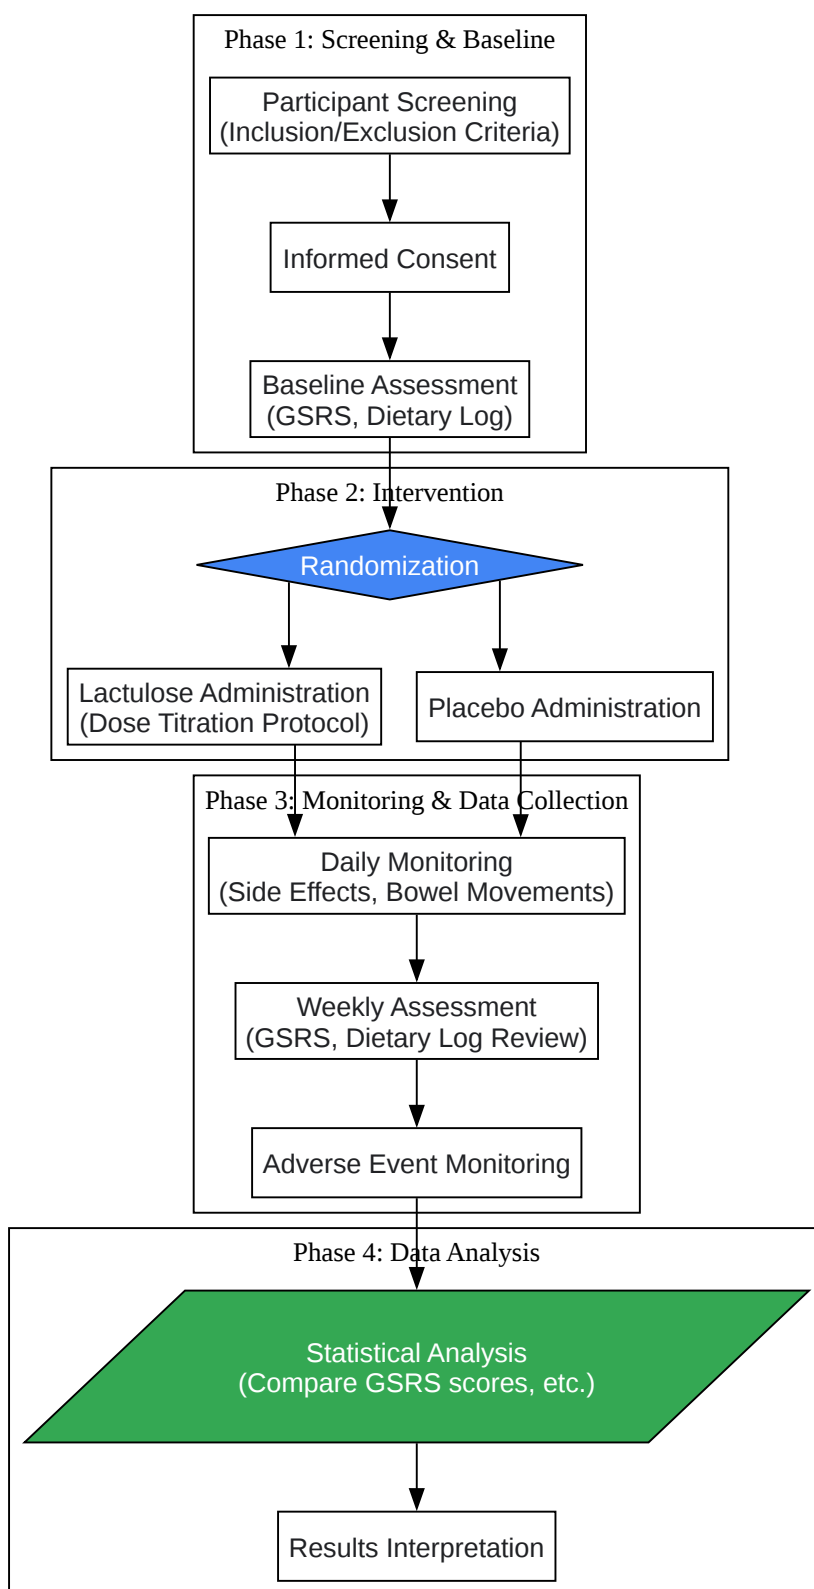 Phase 1: Screening & Baseline
Participant Screening
(Inclusion/Exclusion Criteria)
Informed Consent
Baseline Assessment
(GSRS, Dietary Log)
Phase 2: Intervention
Randomization
Lactulose Administration
(Dose Titration Protocol)
Placebo Administration
Phase 3: Monitoring & Data Collection
Daily Monitoring
(Side Effects, Bowel Movements)
Weekly Assessment
(GSRS, Dietary Log Review)
Adverse Event Monitoring
Phase 4: Data Analysis
Statistical Analysis
(Compare GSRS scores, etc.)
Results Interpretation